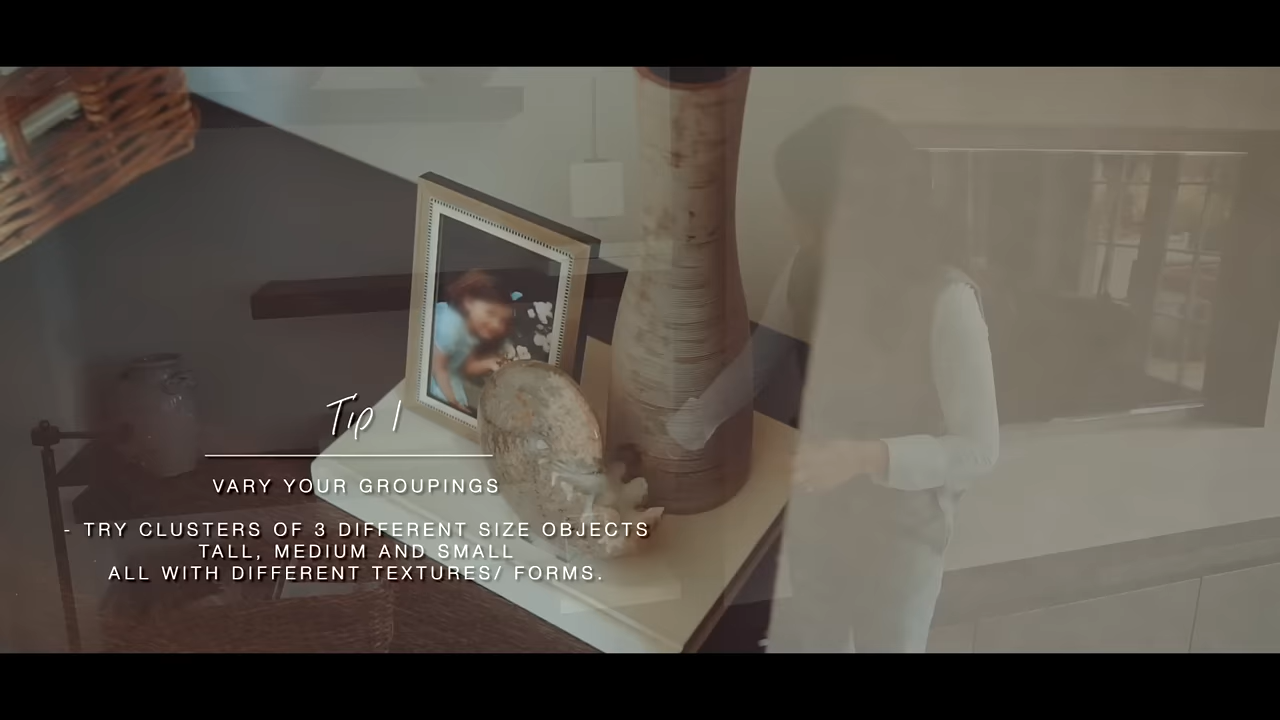 Tip 1
VARY YOUR GROUPINGS
- TRY CLUSTERS OF 3 DIFFERENT SIZE OBJECTS
TALL, MEDIUM AND SMALL
ALL WITH DIFFERENT TEXTURES/ FORMS.